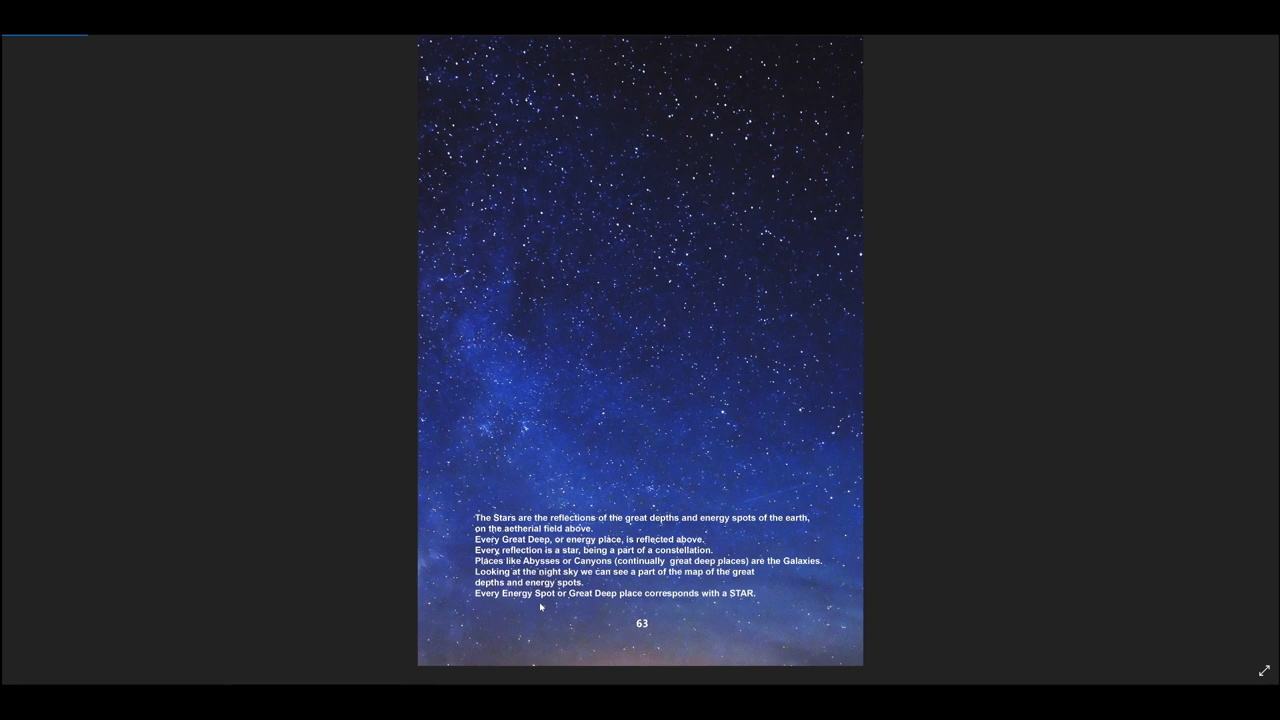 The Stars are the reflections of the great depths and energy spots of the earth,
on the aetherial field above.
Every Great Deep, or energy place, is reflected above.
Every reflection is a star, being a part of a constellation.
Places like Abysses or Canyons (continually  great deep places) are the Galaxies.
Looking at the night sky we can see a part of the map of the great
depths and energy spots.
Every Energy Spot or Great Deep place corresponds with a STAR.
63